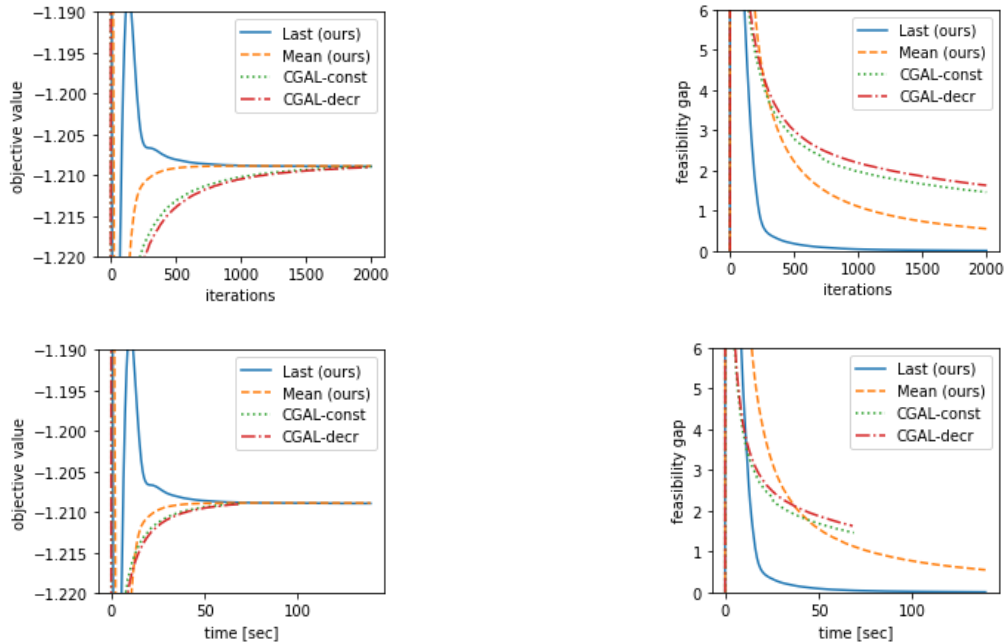 −1.190
−1.195
−1.200
−1.205
−1.210
−1.215
−1.220
objective value
Last (ours)
Mean (ours)
CGAL-const
CGAL-decr
0 500 1000 1500 2000
iterations
6
5
4
3
2
1
0
feasibility gap
Last (ours)
Mean (ours)
CGAL-const
CGAL-decr
0 500 1000 1500 2000
iterations
−1.190
−1.195
−1.200
−1.205
−1.210
−1.215
−1.220
objective value
Last (ours)
Mean (ours)
CGAL-const
CGAL-decr
0 50 100
time [sec]
6
5
4
3
2
1
0
feasibility gap
Last (ours)
Mean (ours)
CGAL-const
CGAL-decr
0 50 100
time [sec]